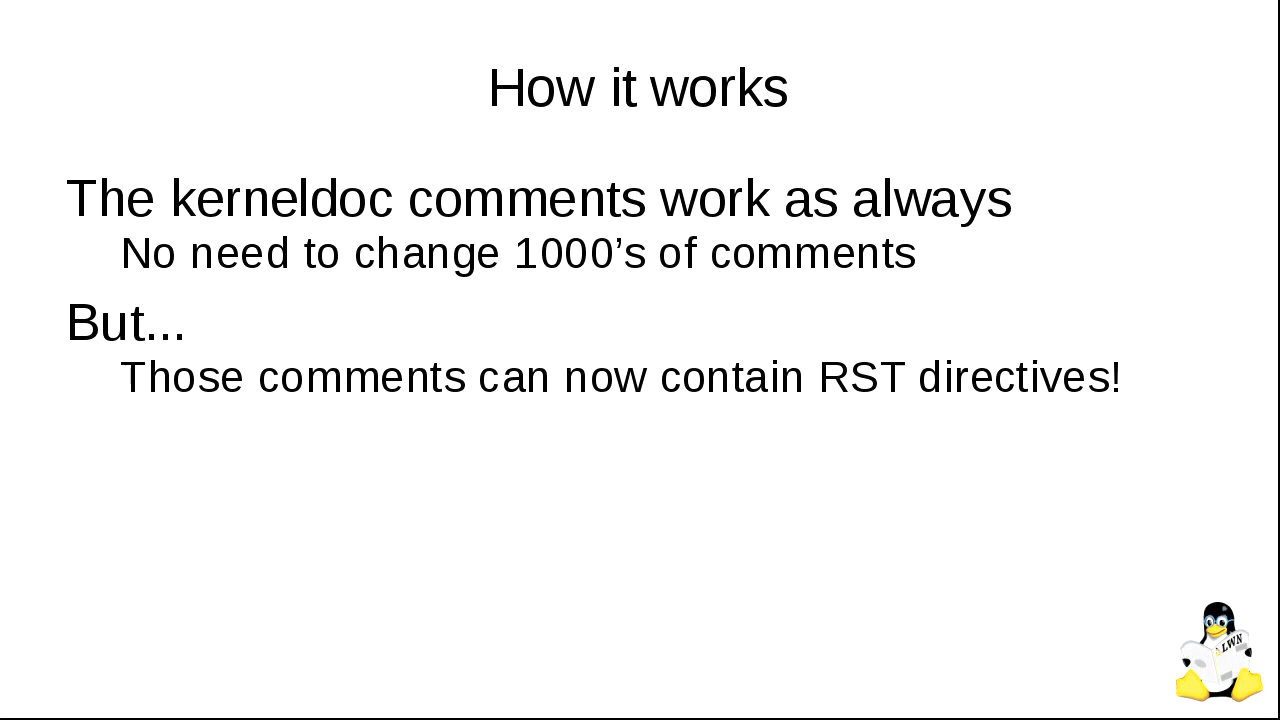 How it works
The kerneldoc comments work as always
No need to change 1000’s of comments
But...
Those comments can now contain RST directives!
LWN